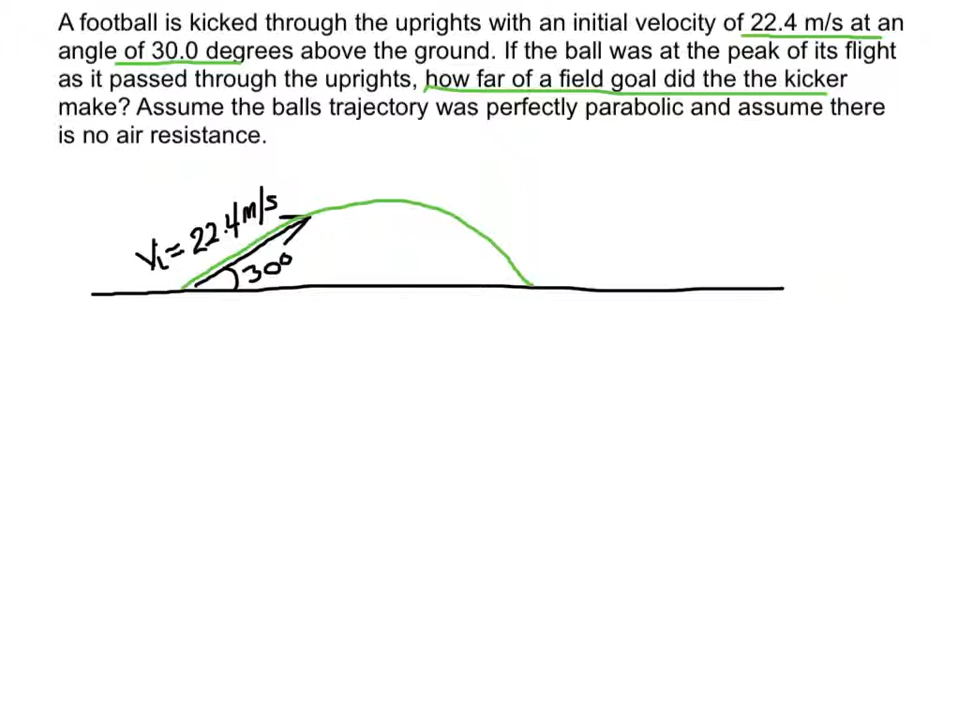 A football is kicked through the uprights with an initial velocity of 22.4 m/s at an
angle of 30.0 degrees above the ground. If the ball was at the peak of its flight
as it passed through the uprights, how far of a field goal did the the kicker
make? Assume the balls trajectory was perfectly parabolic and assume there
is no air resistance.
Vi = 22.4 m/s
30°